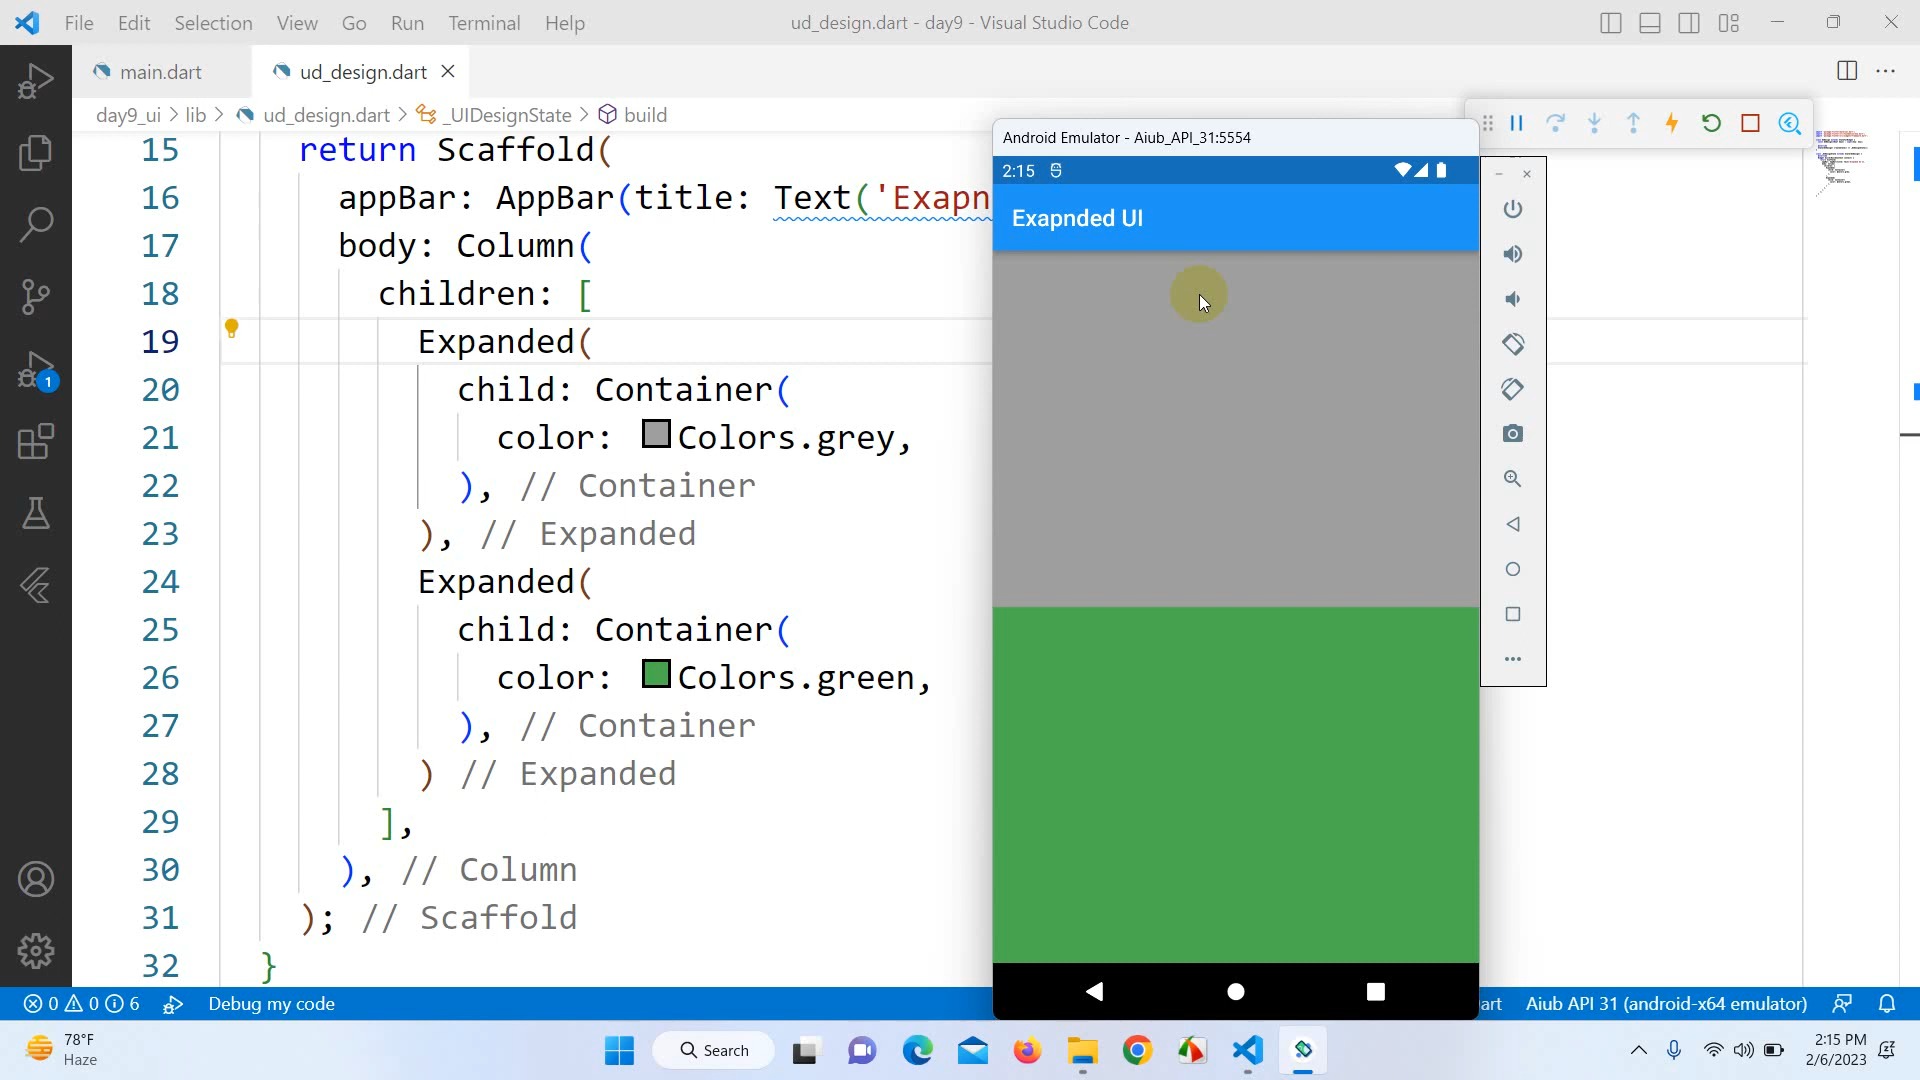 File Edit Selection View Go Run Terminal Help
ud_design.dart - day9 - Visual Studio Code
main.dart
ud_design.dart
day9_ui > lib > ud_design.dart > _UIDesignState > build
15 return Scaffold(
16 appBar: AppBar(title: Text('Exapn
17 body: Column(
18 children: [
19 Expanded(
20 child: Container(
21 color: Colors.grey,
22 ), // Container
23 ), // Expanded
24 Expanded(
25 child: Container(
26 color: Colors.green,
27 ), // Container
28 ) // Expanded
29 ],
30 ), // Column
31 ); // Scaffold
32 }
Android Emulator - Aiub_API_31:5554
2:15
Exapnded UI
1
0 0 6 Debug my code
art Aiub API 31 (android-x64 emulator)
78°F
Haze
Search
2:15 PM
2/6/2023